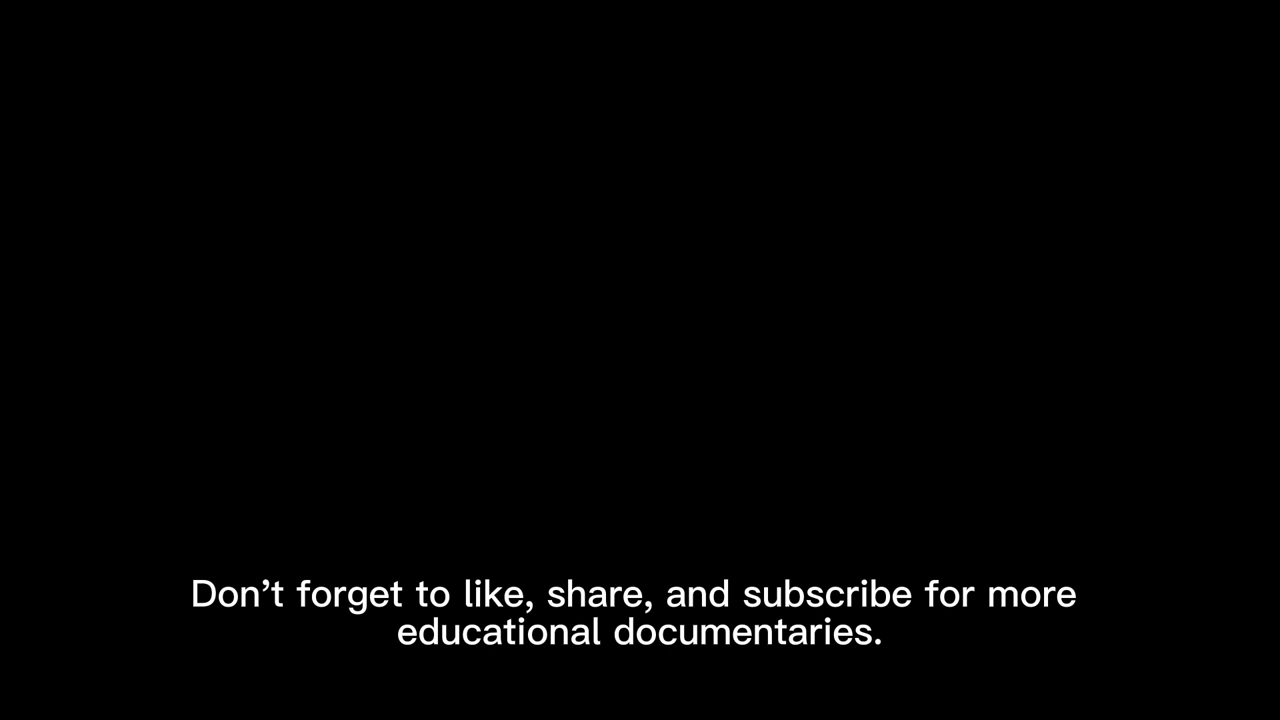 Don’t forget to like, share, and subscribe for more
educational documentaries.